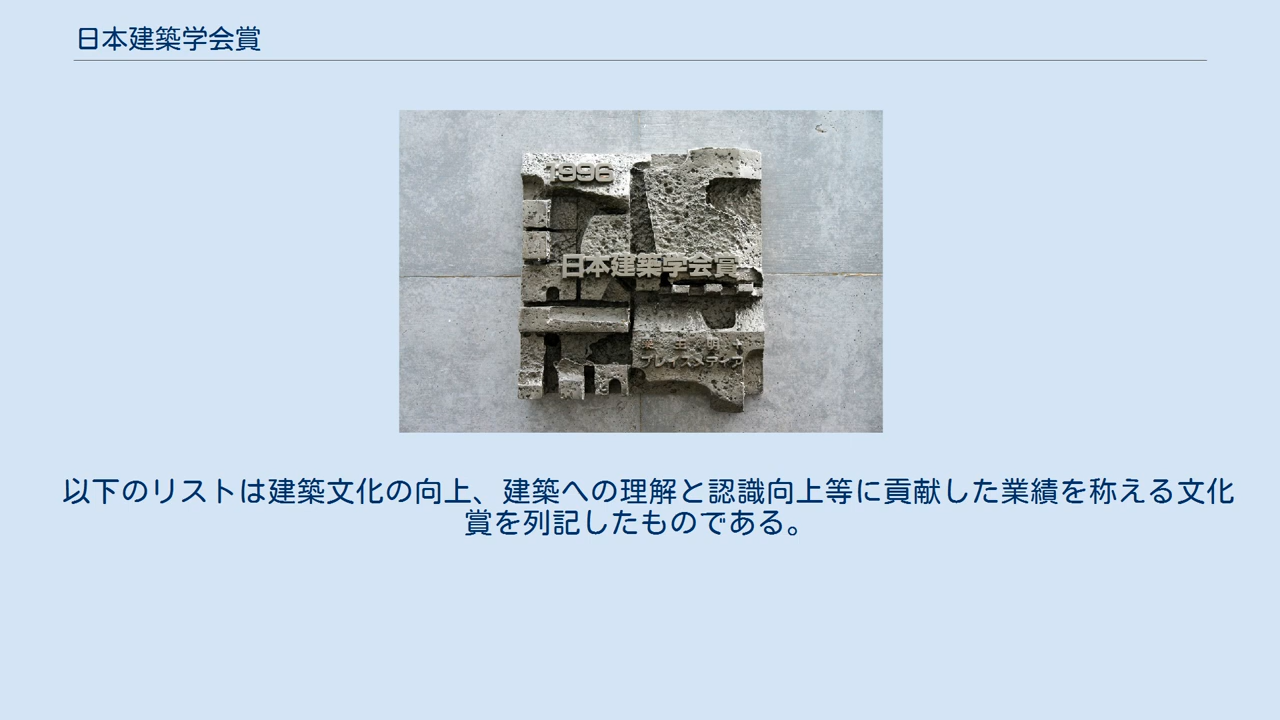 日本建築学会賞
1996
日本建築学会賞
プレイスメディア
以下のリストは建築文化の向上、建築への理解と認識向上等に貢献した業績を称える文化
賞を列記したものである。